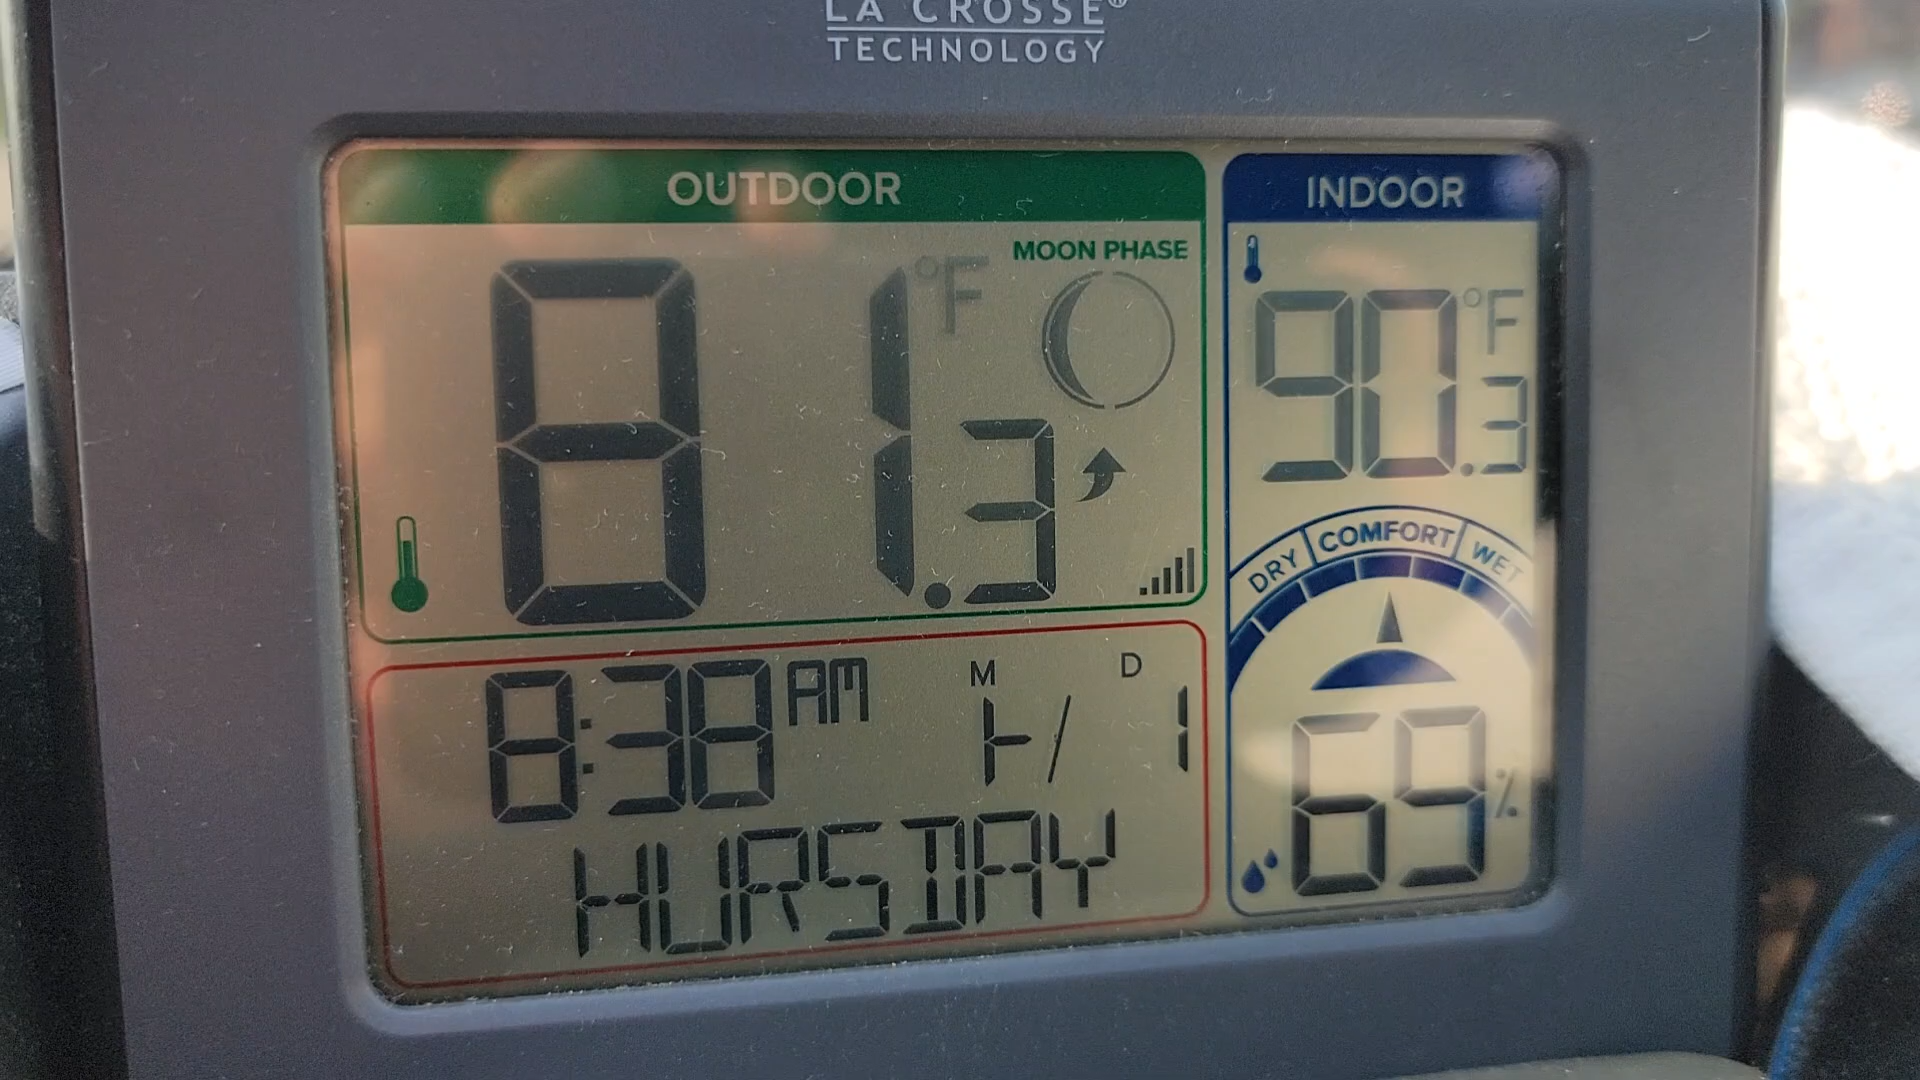 LA CROSSE®
TECHNOLOGY
OUTDOOR
MOON PHASE
81.3 °F
8:38 AM
M D
/ 1
HURSDAY
INDOOR
90.3 °F
DRY COMFORT WET
69 %